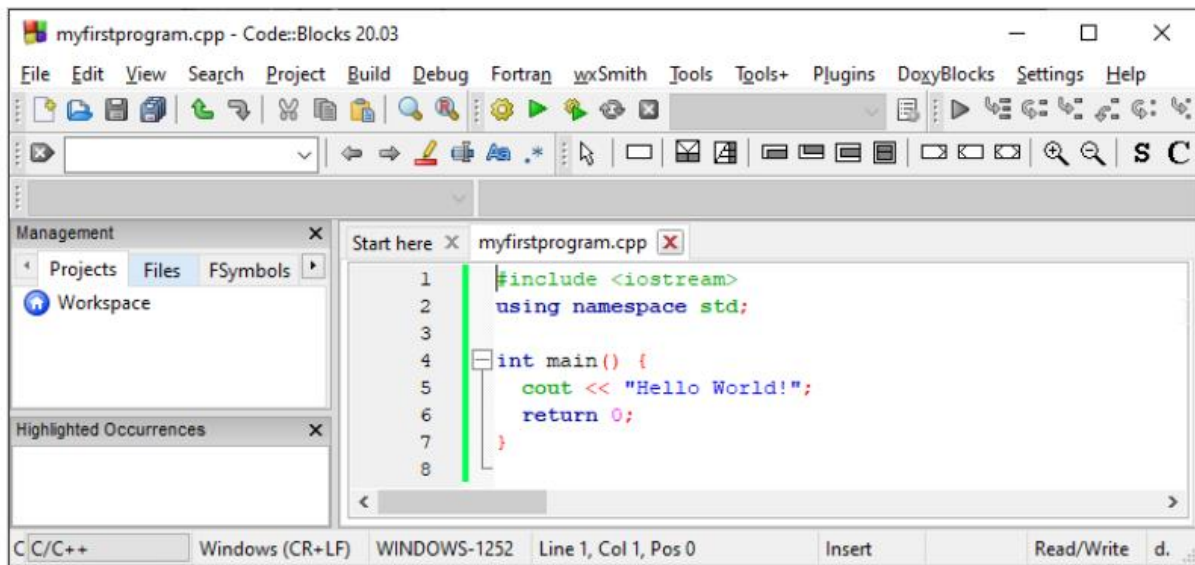 myfirstprogram.cpp - Code::Blocks 20.03
File Edit View Search Project Build Debug Fortran wxSmith Tools Tools+ Plugins DoxyBlocks Settings Help
S C
Management
Projects Files FSymbols
Workspace
Highlighted Occurrences
Start here myfirstprogram.cpp
1 #include <iostream>
2 using namespace std;
3
4 int main() {
5 cout << "Hello World!";
6 return 0;
7 }
8
C C/C++ Windows (CR+LF) WINDOWS-1252 Line 1, Col 1, Pos 0 Insert Read/Write d.